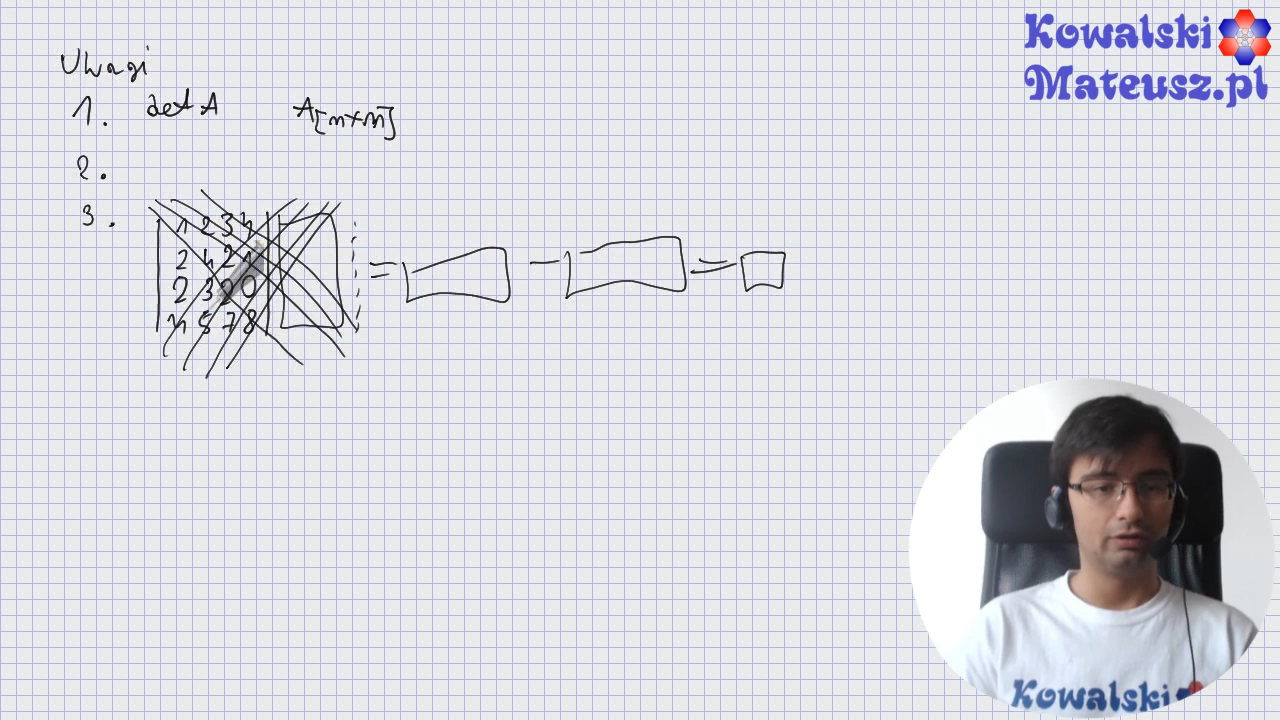 Kowalski
Mateusz.pl
Uwagi
1. det A A[n×n]
2.
3.
1 2 3 4
2 4 2 1
2 3 2 0
4 5 7 8
= - =
Kowalski